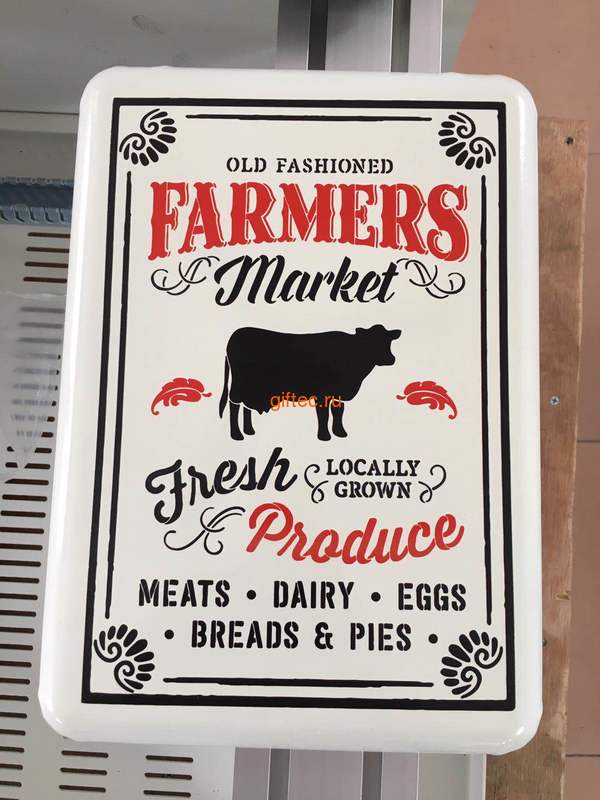 OLD FASHIONED
FARMERS
Market
giftec.ru
Fresh
LOCALLY
GROWN
Produce
MEATS • DAIRY • EGGS
• BREADS & PIES •